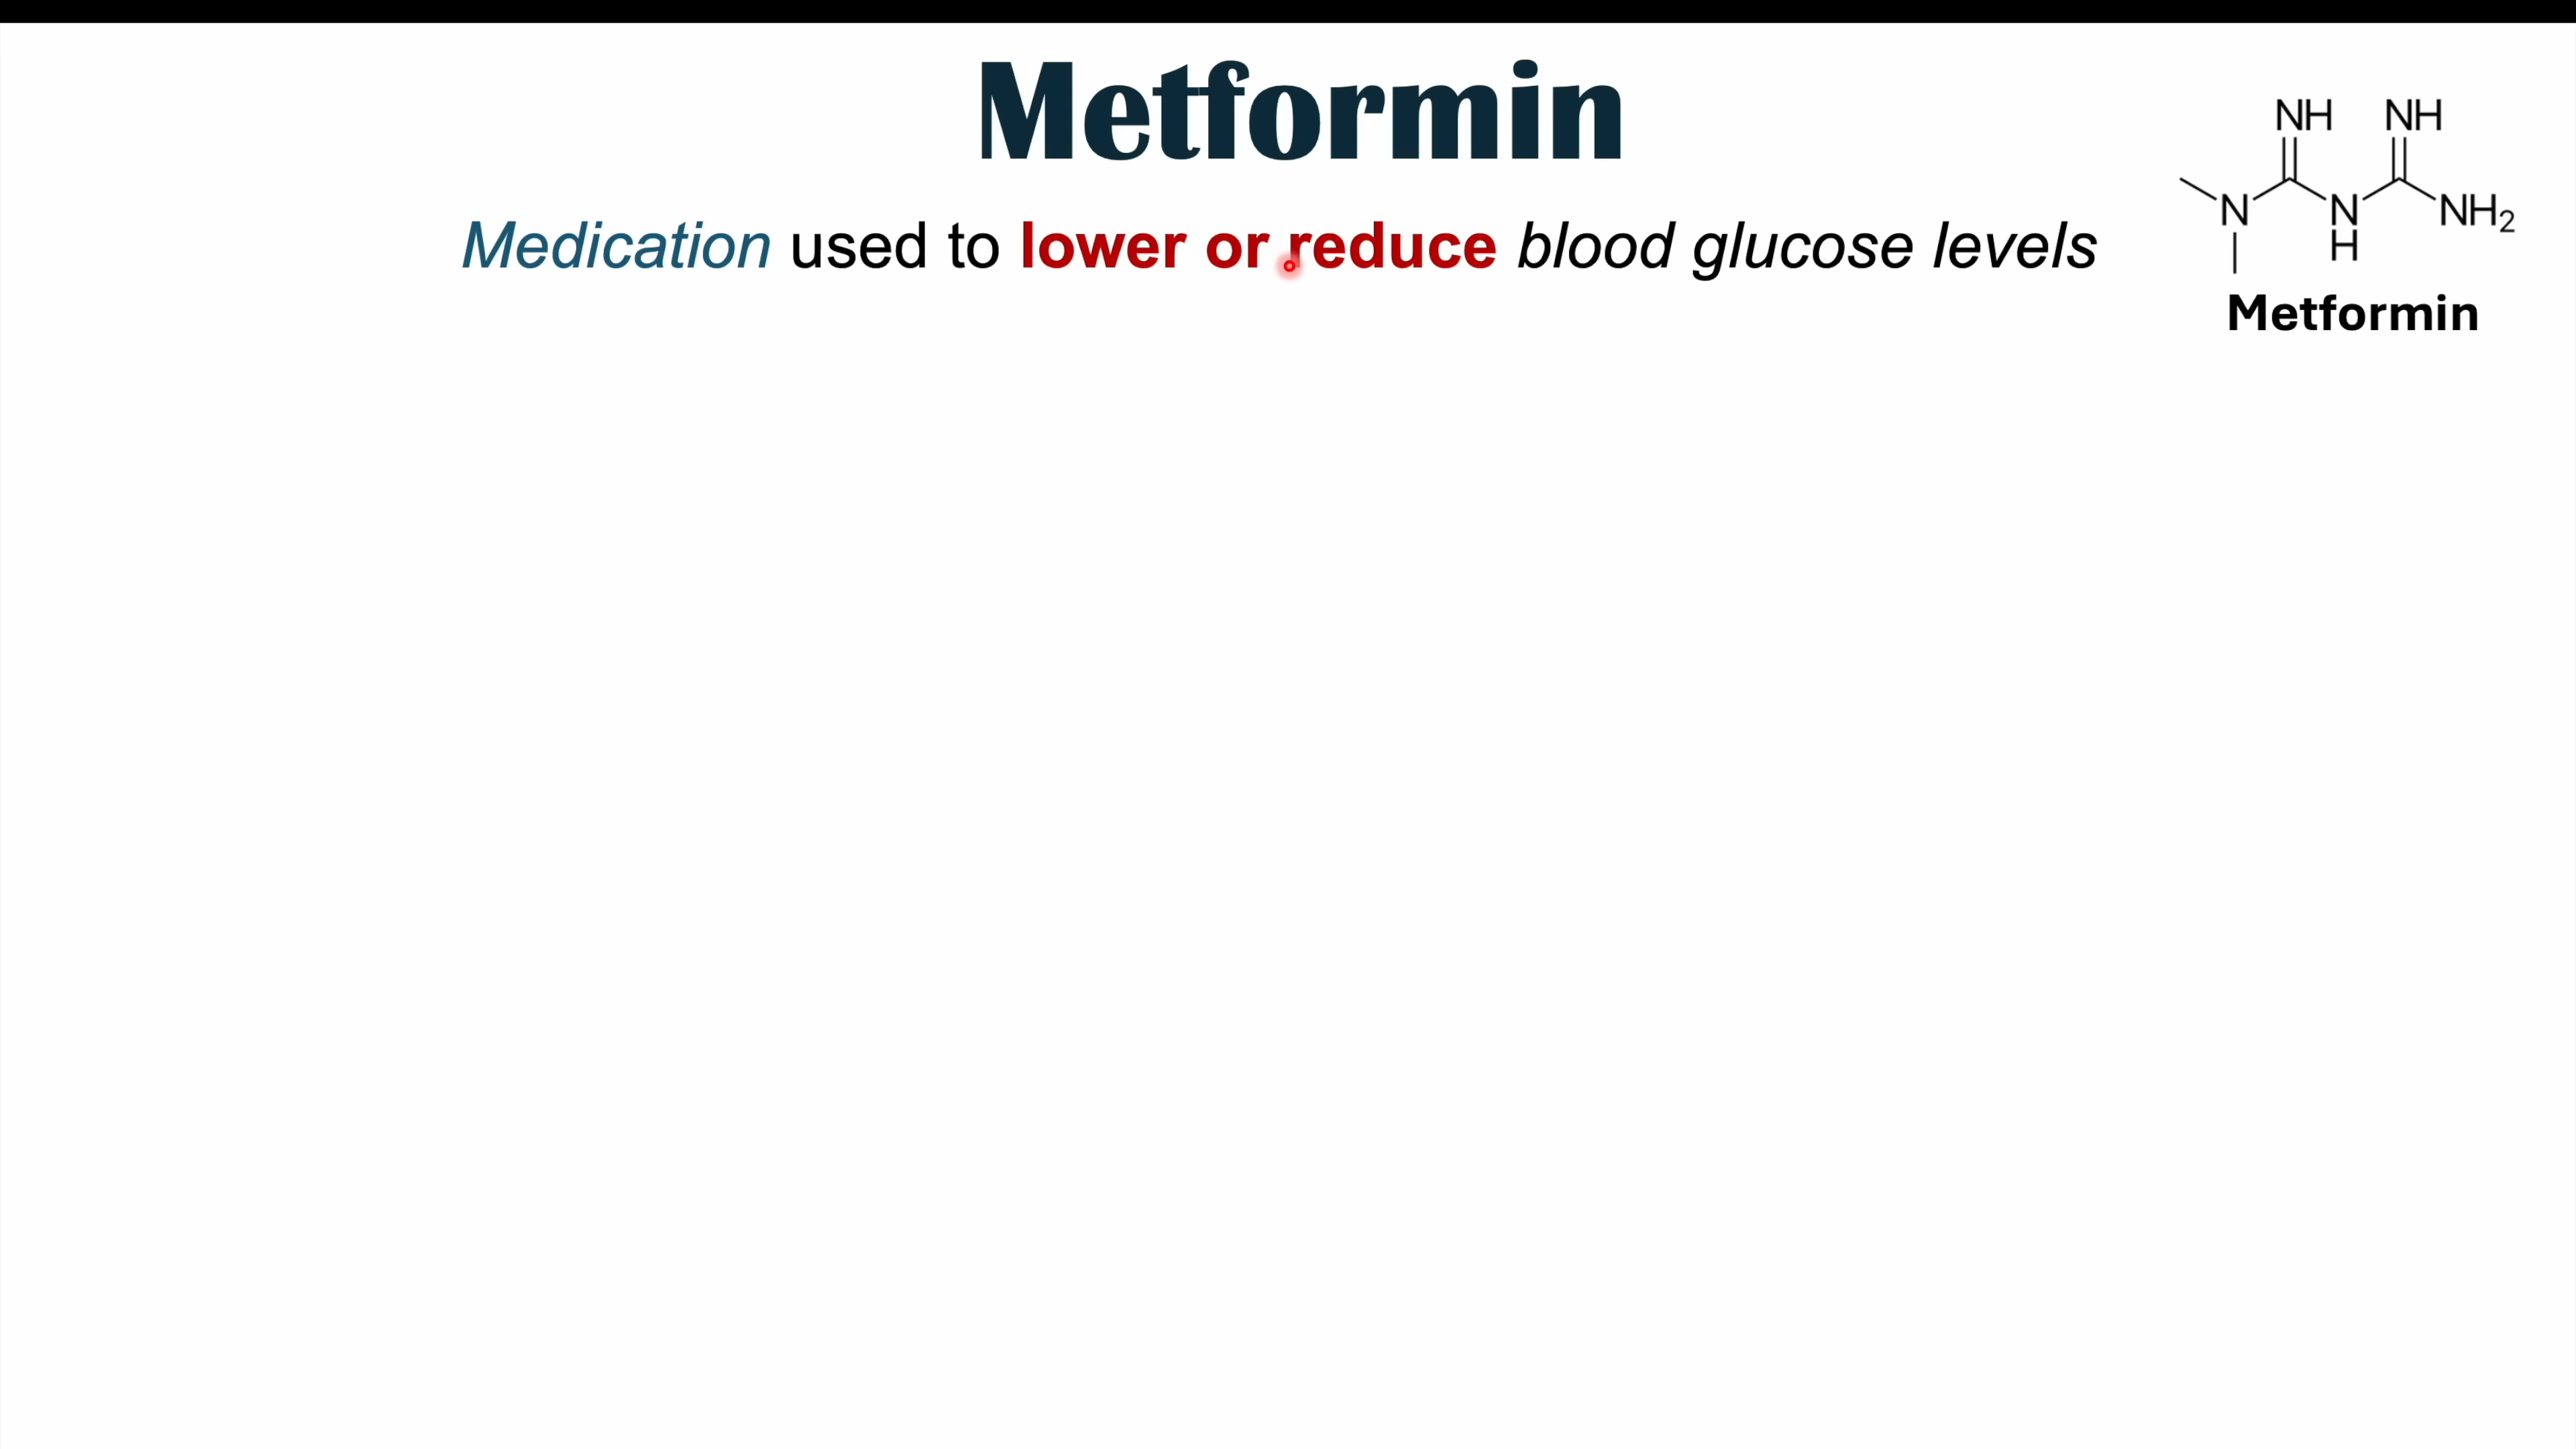 Metformin
Medication used to lower or reduce blood glucose levels
NH NH
N N NH₂
H
Metformin